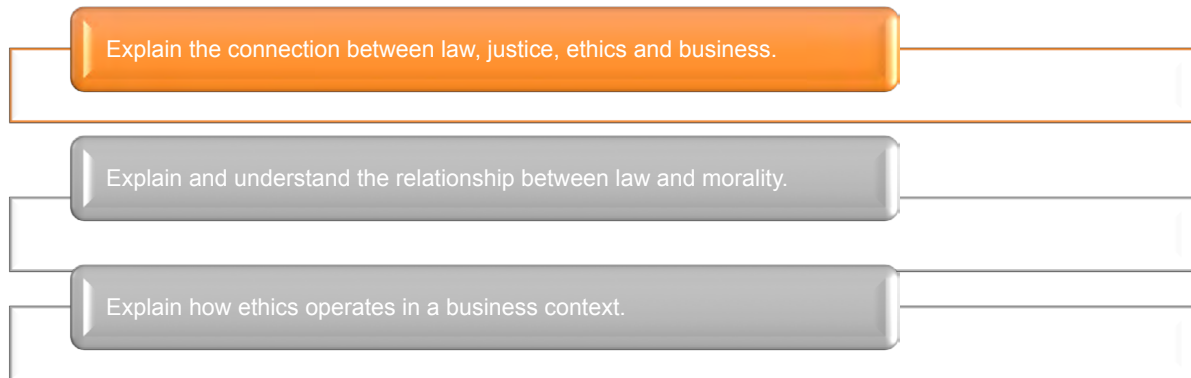 Explain the connection between law, justice, ethics and business.
Explain and understand the relationship between law and morality.
Explain how ethics operates in a business context.